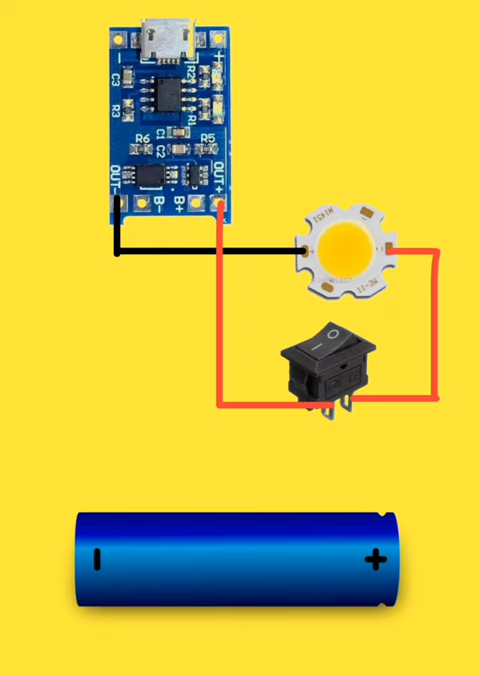 - +
C3
R2
R3
R1
C1
R6 C2 R5
OUT- B- B+ OUT+
- +